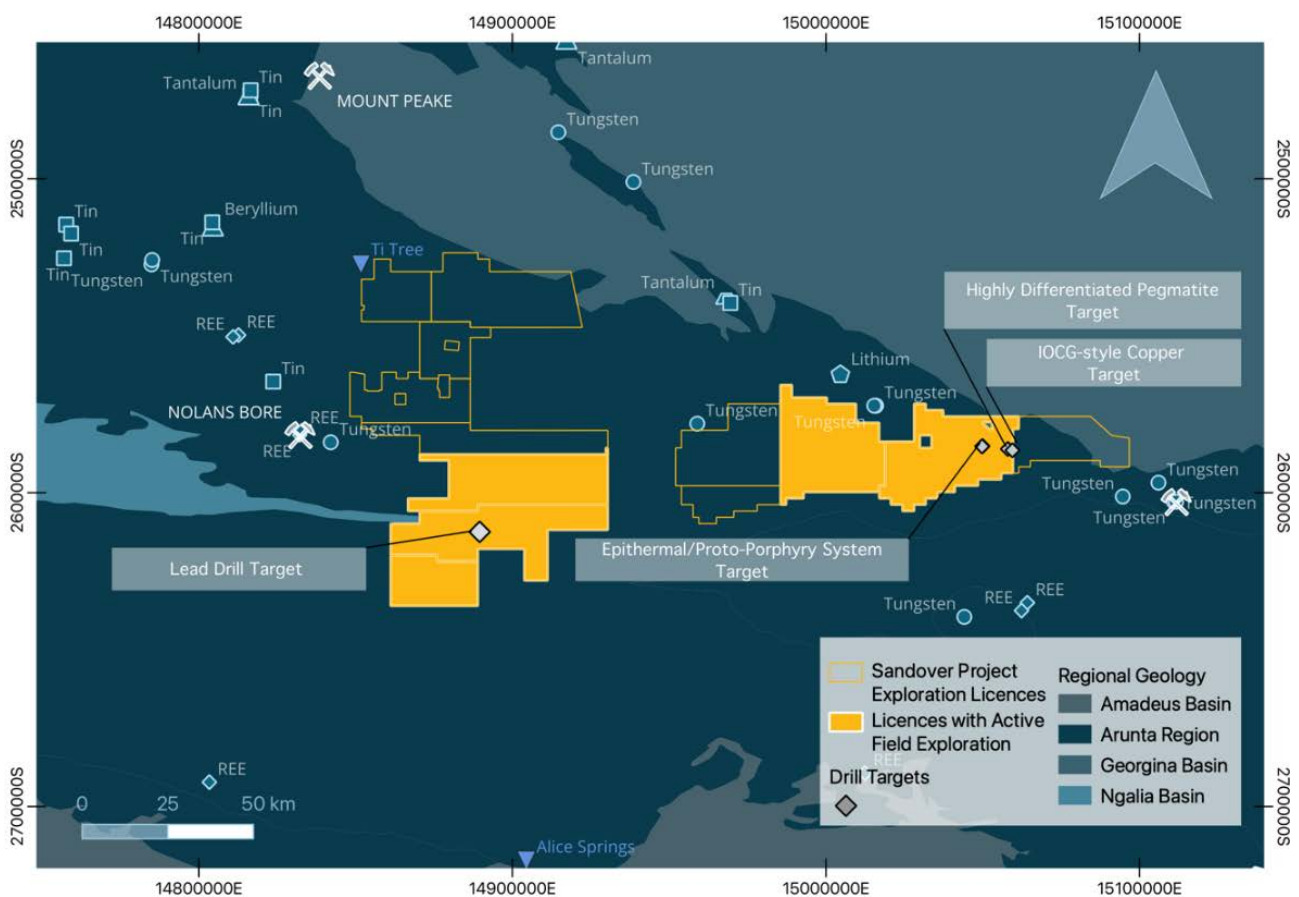 14800000E
14900000E
15000000E
15100000E
Tantalum
Tin
Tin
MOUNT PEAKE
Tantalum
Tungsten
Tungsten
2500000S
2500000S
Tin
Beryllium
Tin
Tin
Tin
Tungsten
Tungsten
Ti Tree
Tantalum
Tin
Highly Differentiated Pegmatite
Target
IOCG-style Copper
Target
REE
REE
Tin
Lithium
NOLANS BORE
REE
REE
Tungsten
Tungsten
Tungsten
Tungsten
Tungsten
Tungsten
Tungsten
Tungsten
2600000S
2600000S
Lead Drill Target
Epithermal/Proto-Porphyry System
Target
Tungsten
REE
REE
Sandover Project
Exploration Licences
Licences with Active
Field Exploration
Drill Targets
Regional Geology
Amadeus Basin
Arunta Region
Georgina Basin
Ngalia Basin
REE
REE
0 25 50 km
2700000S
2700000S
Alice Springs
14800000E
14900000E
15000000E
15100000E